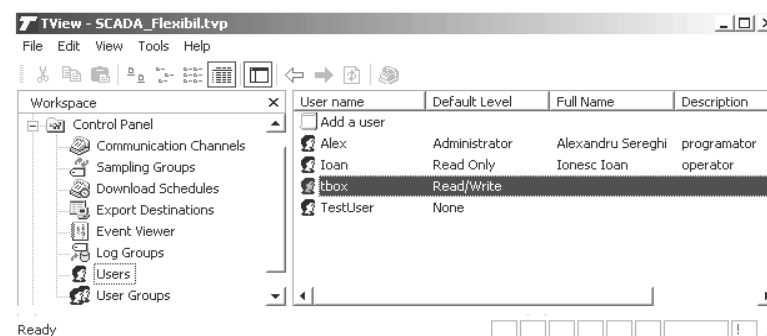 TView - SCADA_Flexibil.tvp
File Edit View Tools Help
Workspace
Control Panel
Communication Channels
Sampling Groups
Download Schedules
Export Destinations
Event Viewer
Log Groups
Users
User Groups
User name Default Level Full Name Description
Add a user
Alex Administrator Alexandru Sereghi programator
Ioan Read Only Ionesc Ioan operator
tbox Read/Write
TestUser None
Ready